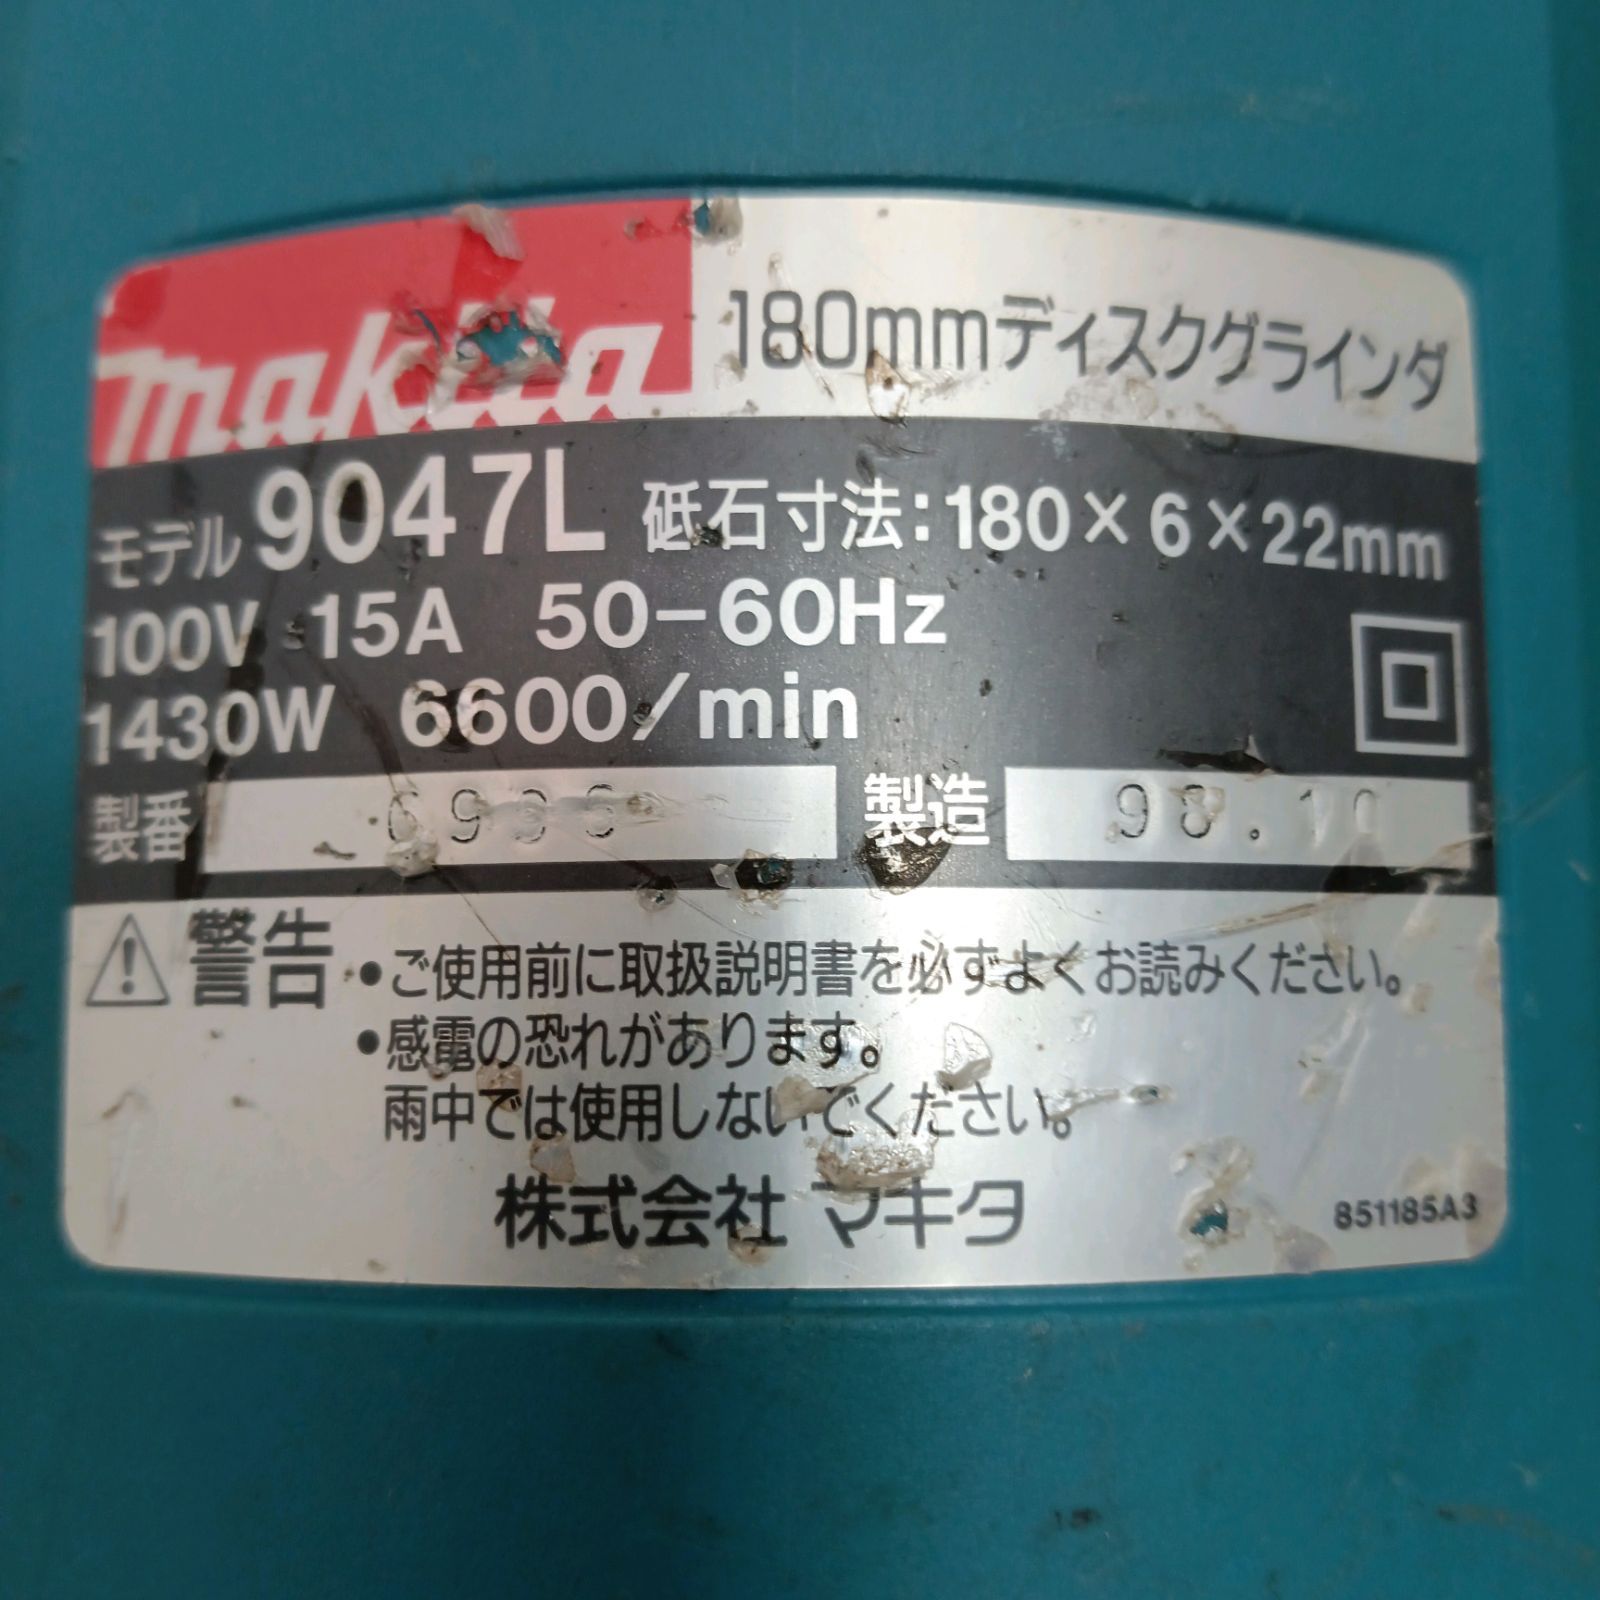 makita 180mmディスクグラインダ
モデル 9047L 砥石寸法:180×6×22mm
100V 15A 50-60Hz
1430W 6600/min
製番 製造
警告 •ご使用前に取扱説明書を必ずよくお読みください。
•感電の恐れがあります。
雨中では使用しないでください。
株式会社 マキタ 851185A3